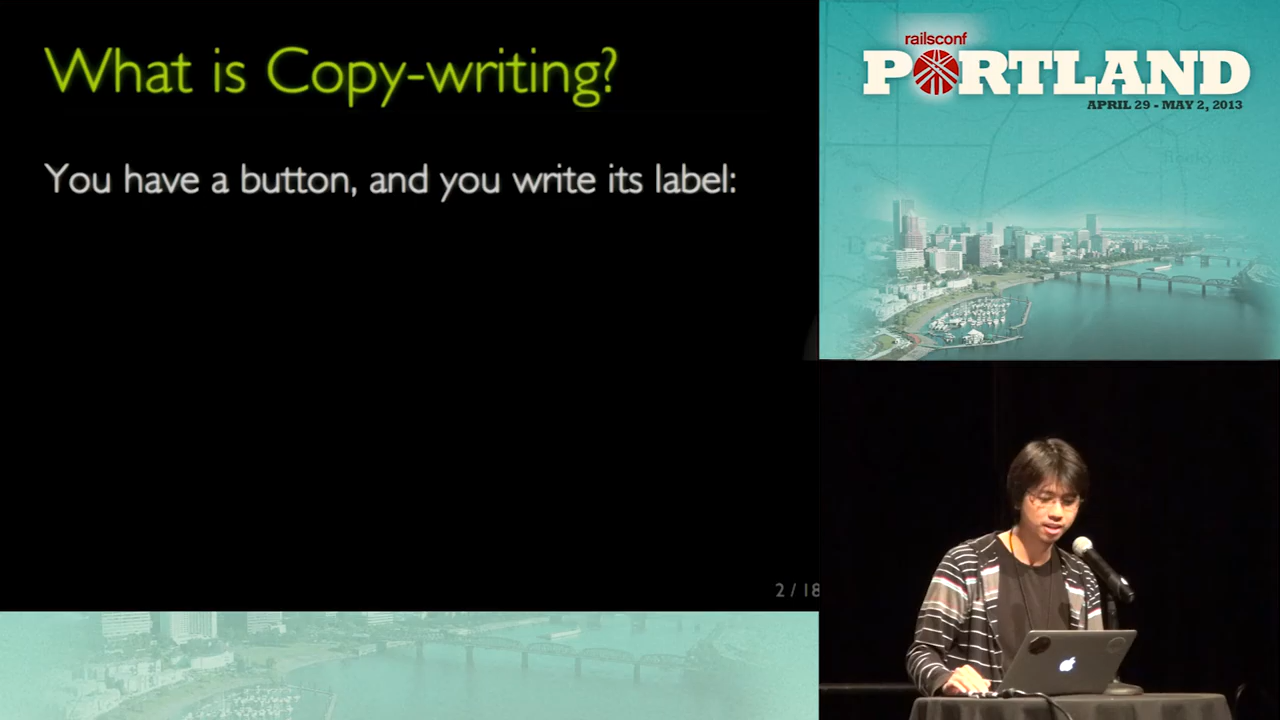 What is Copy-writing?
You have a button, and you write its label:
2 / 18
railsconf
PORTLAND
APRIL 29 - MAY 2, 2013